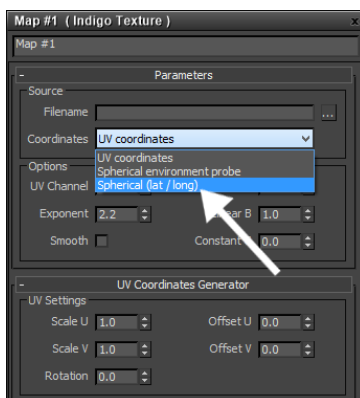 Map #1 ( Indigo Texture ) x
Map #1
- Parameters
Source
Filename ...
Coordinates UV coordinates
UV coordinates
Spherical environment probe
Spherical (lat / long)
Options
UV Channel
Exponent 2.2 B 1.0
Smooth Constant 0.0
- UV Coordinates Generator
UV Settings
Scale U 1.0 Offset U 0.0
Scale V 1.0 Offset V 0.0
Rotation 0.0